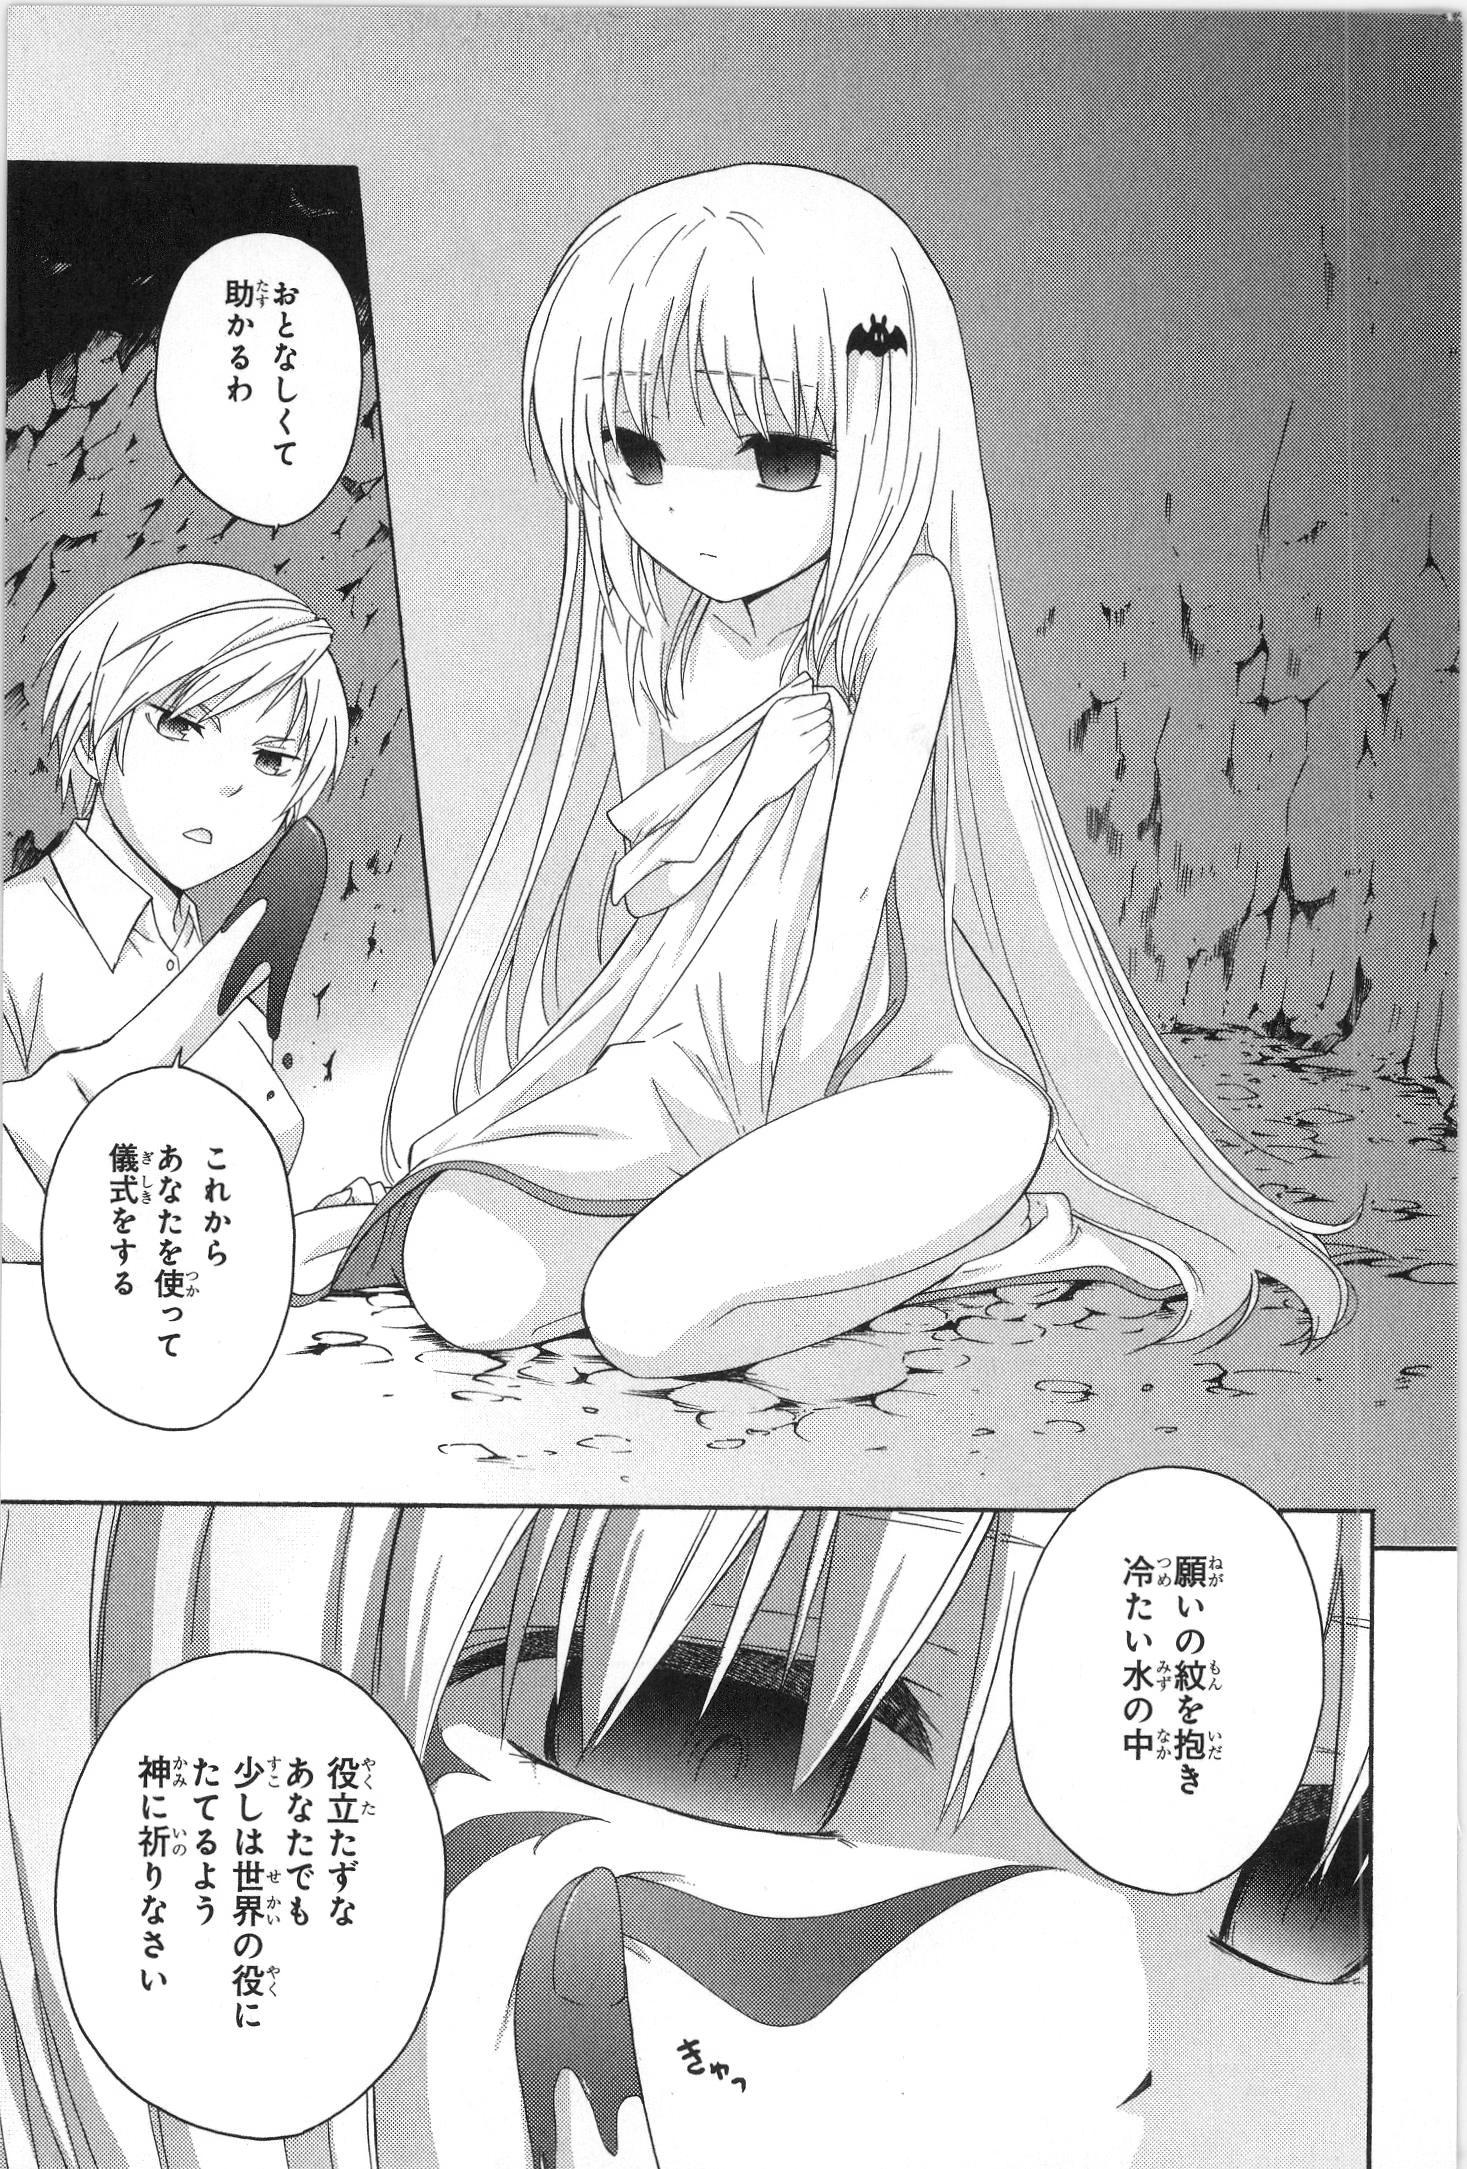 おとなしくて
助かるわ
これから
あなたを使って
儀式をする
願いの紋を抱き
冷たい水の中
役立たずな
あなたでも
少しは世界の役に
たてるよう
神に祈りなさい
きゅっ